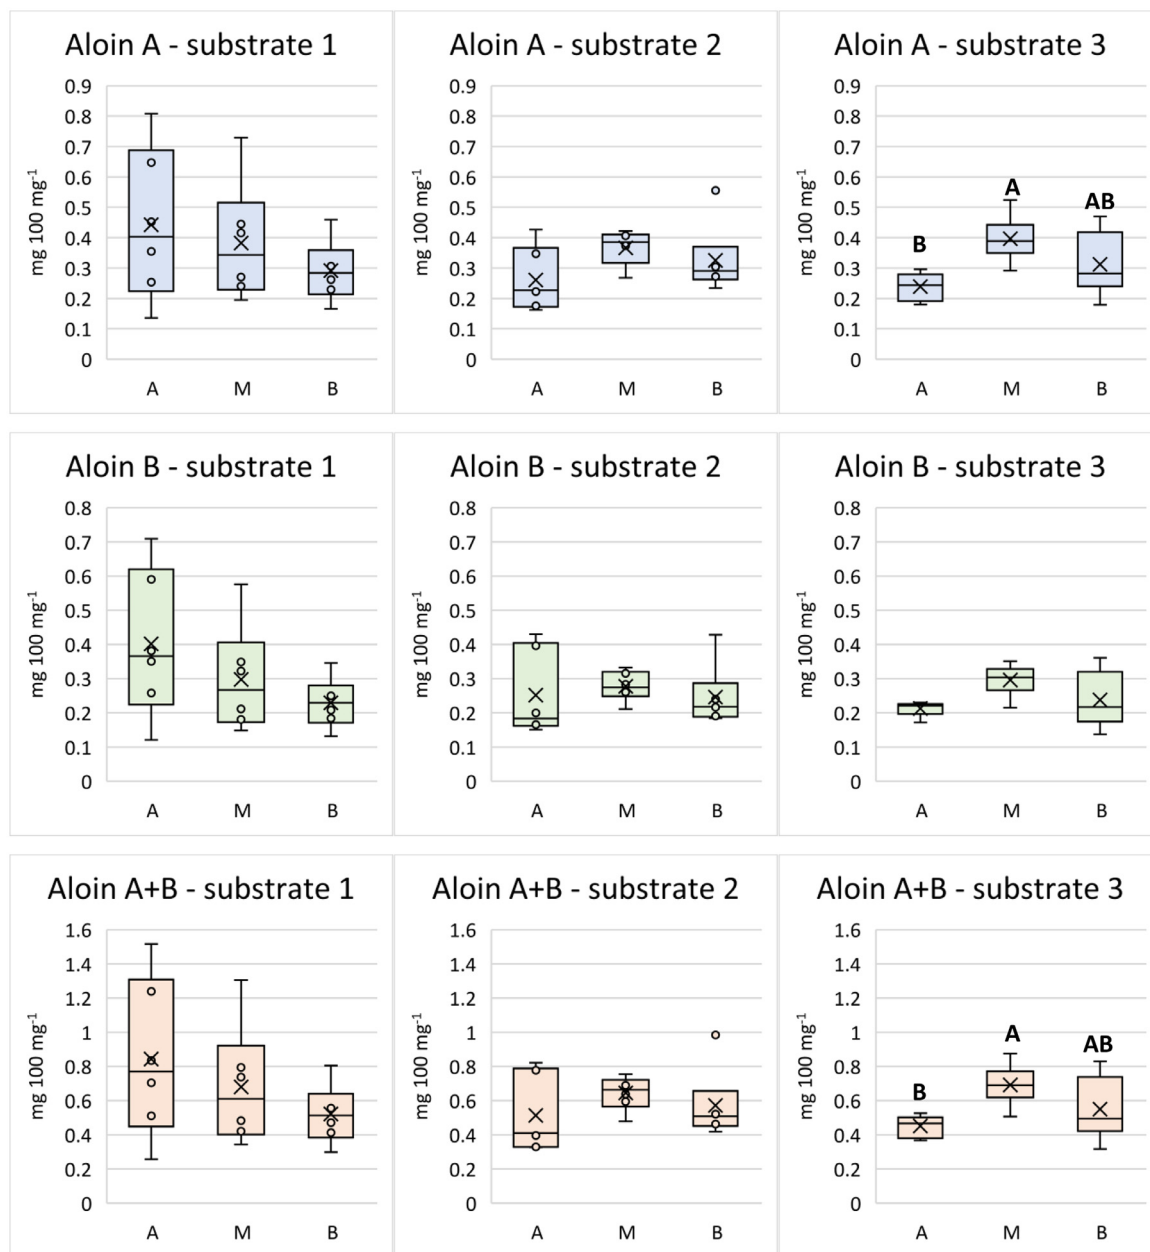 Aloin A - substrate 1
mg 100 mg⁻¹
0.9
0.8
0.7
0.6
0.5
0.4
0.3
0.2
0.1
0
A M B
Aloin A - substrate 2
mg 100 mg⁻¹
0.9
0.8
0.7
0.6
0.5
0.4
0.3
0.2
0.1
0
A M B
Aloin A - substrate 3
mg 100 mg⁻¹
0.9
0.8
0.7
0.6
0.5
0.4
0.3
0.2
0.1
0
B A AB
A M B
Aloin B - substrate 1
mg 100 mg⁻¹
0.8
0.7
0.6
0.5
0.4
0.3
0.2
0.1
0
A M B
Aloin B - substrate 2
mg 100 mg⁻¹
0.8
0.7
0.6
0.5
0.4
0.3
0.2
0.1
0
A M B
Aloin B - substrate 3
mg 100 mg⁻¹
0.8
0.7
0.6
0.5
0.4
0.3
0.2
0.1
0
A M B
Aloin A+B - substrate 1
mg 100 mg⁻¹
1.6
1.4
1.2
1
0.8
0.6
0.4
0.2
0
A M B
Aloin A+B - substrate 2
mg 100 mg⁻¹
1.6
1.4
1.2
1
0.8
0.6
0.4
0.2
0
A M B
Aloin A+B - substrate 3
mg 100 mg⁻¹
1.6
1.4
1.2
1
0.8
0.6
0.4
0.2
0
B A AB
A M B